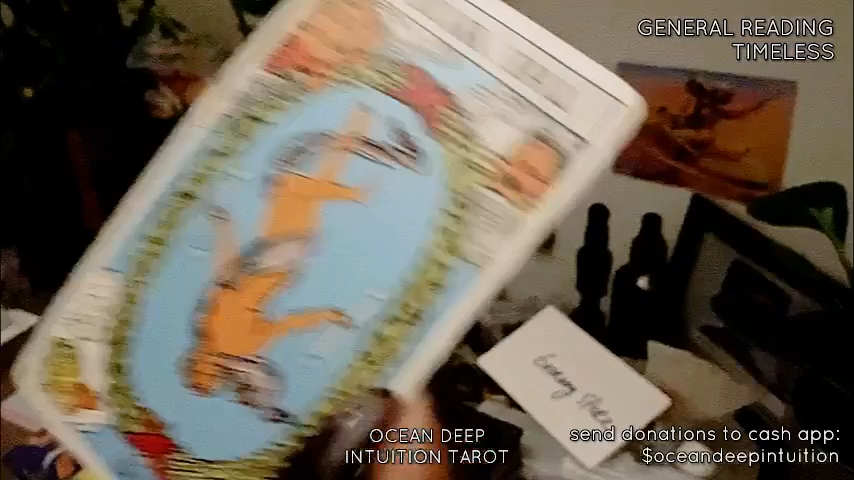 GENERAL READING
TIMELESS
OCEAN DEEP
INTUITION TAROT
send donations to cash app:
$oceandeepintuition